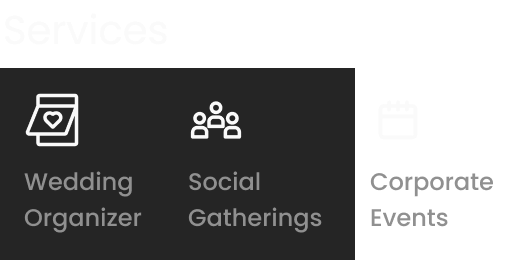 Services
Wedding
Organizer
Social
Gatherings
Corporate
Events